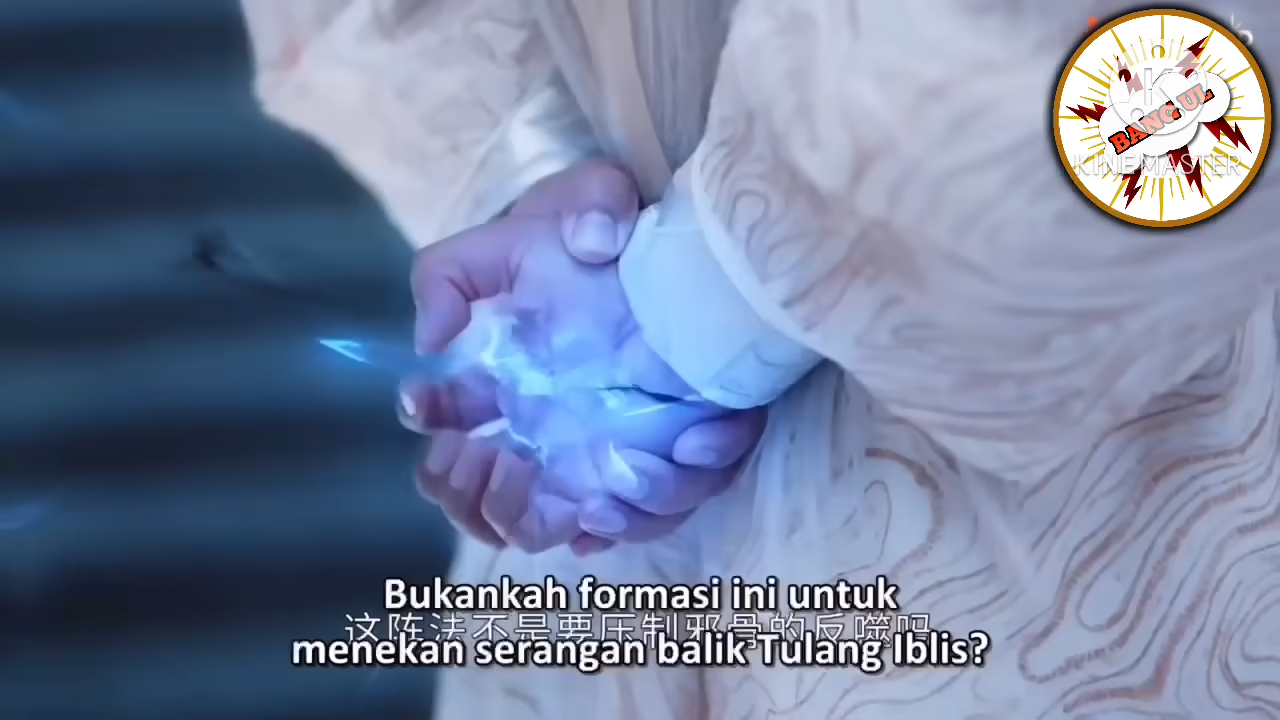 BANG UL
KINEMASTER
Bukankah formasi ini untuk
这阵法不是要压制邪骨的反噬吗
menekan serangan balik Tulang Iblis?